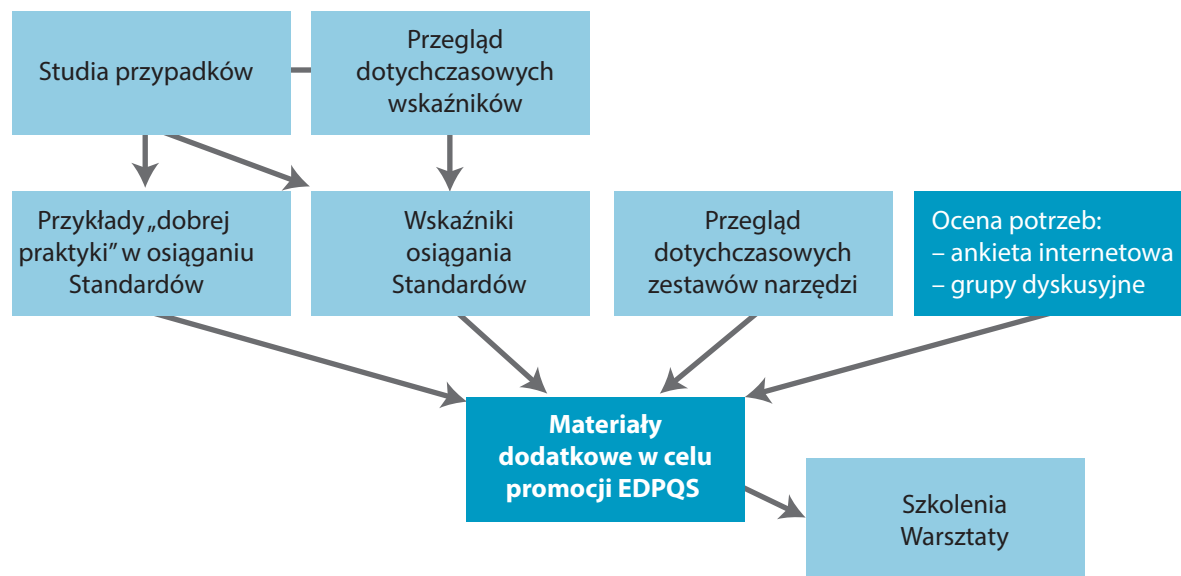 Studia przypadków
Przegląd
dotychczasowych
wskaźników
Przykłady „dobrej
praktyki” w osiąganiu
Standardów
Wskaźniki
osiągania
Standardów
Przegląd
dotychczasowych
zestawów narzędzi
Ocena potrzeb:
– ankieta internetowa
– grupy dyskusyjne
Materiały
dodatkowe w celu
promocji EDPQS
Szkolenia
Warsztaty